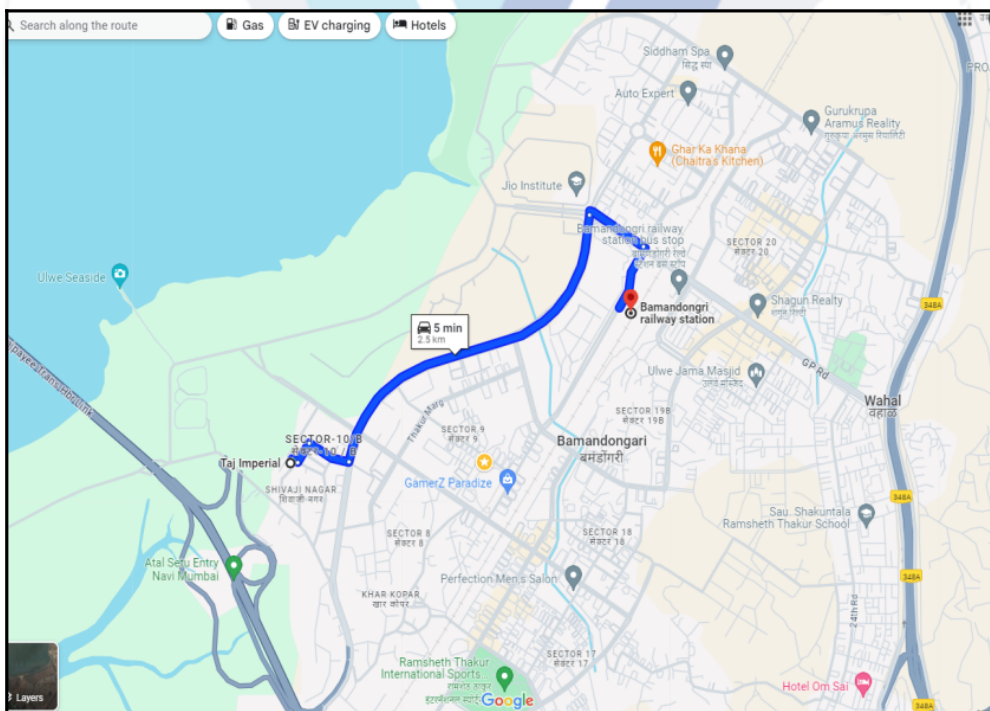 Search along the route
Gas
EV charging
Hotels
Siddham Spa
सिद्ध स्पा
PRO
Auto Expert
Gurukrupa
Aramus Reality
Ghar Ka Khana
(Chaitra's Kitchen)
Jio Institute
Bamandongri railway
station bus stop
SECTOR 20
सेक्टर 20
Ulwe Seaside
Shagun Realty
348A
Bamandongri
railway station
5 min
2.5 km
GP Rd
Ulwe Jama Masjid
Wahal
वहाळ
Thakur Marg
SECTOR 19B
सेक्टर 19B
SECTOR 9
सेक्टर 9
Bamandongari
बमंडोंगरी
SECTOR-10/B
Taj Imperial
SHIVAJI NAGAR
शिवाजी-नगर
GamerZ Paradize
Sau. Shakuntala
Ramsheth Thakur School
SECTOR 8
सेक्टर 8
SECTOR 18
सेक्टर 18
Atal Setu Entry
Navi Mumbai
Perfection Men's Salon
348A
KHAR KOPAR
खार कोपर
24th Rd
Ramsheth Thakur
International Sports...
SECTOR 17
सेक्टर 17
Hotel Om Sai
Layers
Google
348A